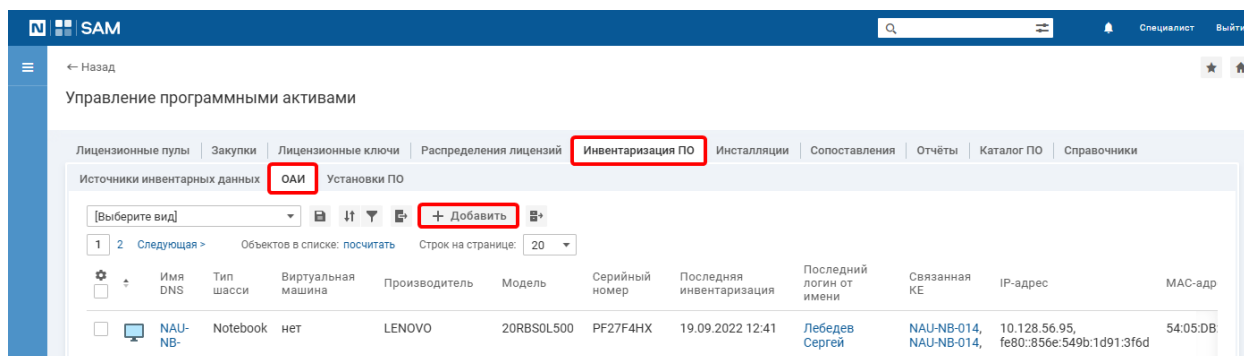 N SAM Специалист Выйти
← Назад
Управление программными активами
Лицензионные пулы Закупки Лицензионные ключи Распределения лицензий Инвентаризация ПО Инсталляции Сопоставления Отчёты Каталог ПО Справочники
Источники инвентарных данных ОАИ Установки ПО
[Выберите вид] + Добавить
1 2 Следующая > Объектов в списке: посчитать Строк на странице: 20
Имя DNS Тип шасси Виртуальная машина Производитель Модель Серийный номер Последняя инвентаризация Последний логин от имени Связанная КЕ IP-адрес MAC-адр
NAU-NB- Notebook нет LENOVO 20RBS0L500 PF27F4HX 19.09.2022 12:41 Лебедев Сергей NAU-NB-014, NAU-NB-014, 10.128.56.95, fe80::856e:549b:1d91:3f6d 54:05:DB: